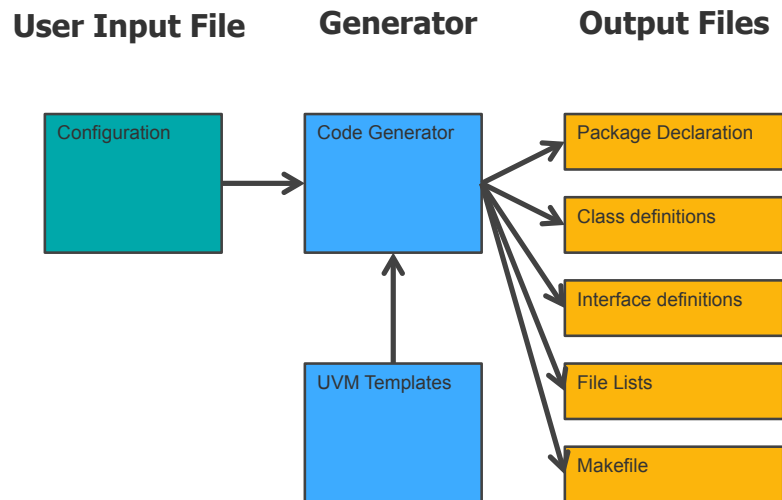 User Input File
Generator
Output Files
Configuration
Code Generator
Package Declaration
Class definitions
Interface definitions
UVM Templates
File Lists
Makefile